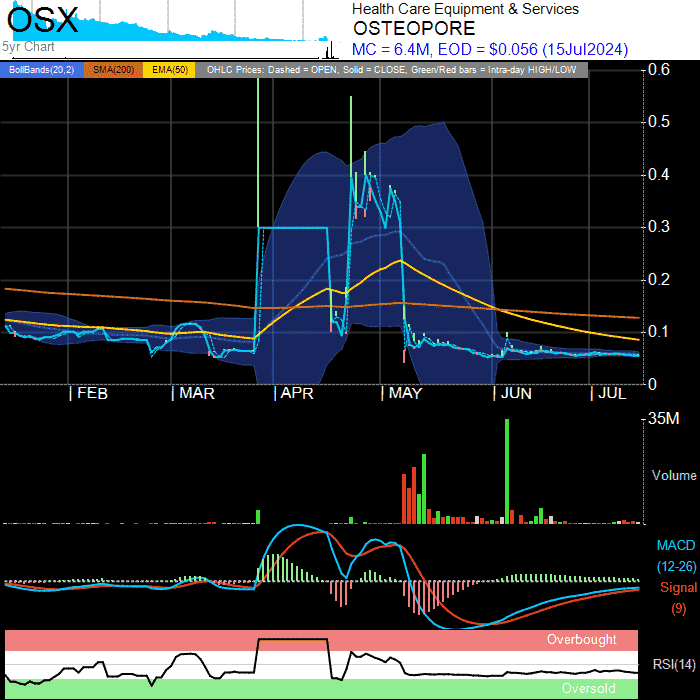 OSX
Health Care Equipment & Services
OSTEOPORE
5yr Chart
MC = 6.4M, EOD = $0.056 (15Jul2024)
BollBands(20,2) SMA(200) EMA(50) OHLC Prices: Dashed = OPEN, Solid = CLOSE, Green/Red bars = Intra-day HIGH/LOW
0.6
0.5
0.4
0.3
0.2
0.1
0
| FEB | MAR | APR | MAY | JUN | JUL
35M
Volume
MACD
(12-26)
Signal
(9)
Overbought
RSI(14)
Oversold